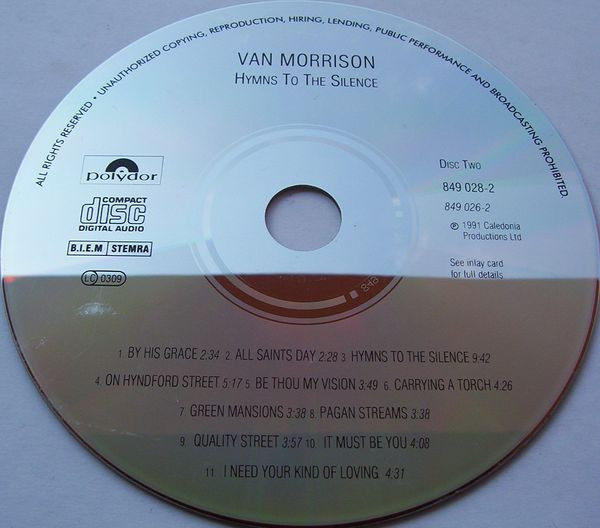 ALL RIGHTS RESERVED • UNAUTHORIZED COPYING, REPRODUCTION, HIRING, LENDING, PUBLIC PERFORMANCE AND BROADCASTING PROHIBITED.
VAN MORRISON
HYMNS TO THE SILENCE
polydor
COMPACT
disc
DIGITAL AUDIO
B.I.E.M STEMRA
LC 0309
DISC TWO
849 028-2
849 026-2
℗ 1991 Caledonia
Productions Ltd
See inlay card
for full details
1. BY HIS GRACE 2:34 2. ALL SAINTS DAY 2:28 3. HYMNS TO THE SILENCE 9:42
4. ON HYNDFORD STREET 5:17 5. BE THOU MY VISION 3:49 6. CARRYING A TORCH 4:26
7. GREEN MANSIONS 3:38 8. PAGAN STREAMS 3:38
9. QUALITY STREET 3:57 10. IT MUST BE YOU 4:08
11. I NEED YOUR KIND OF LOVING 4:31